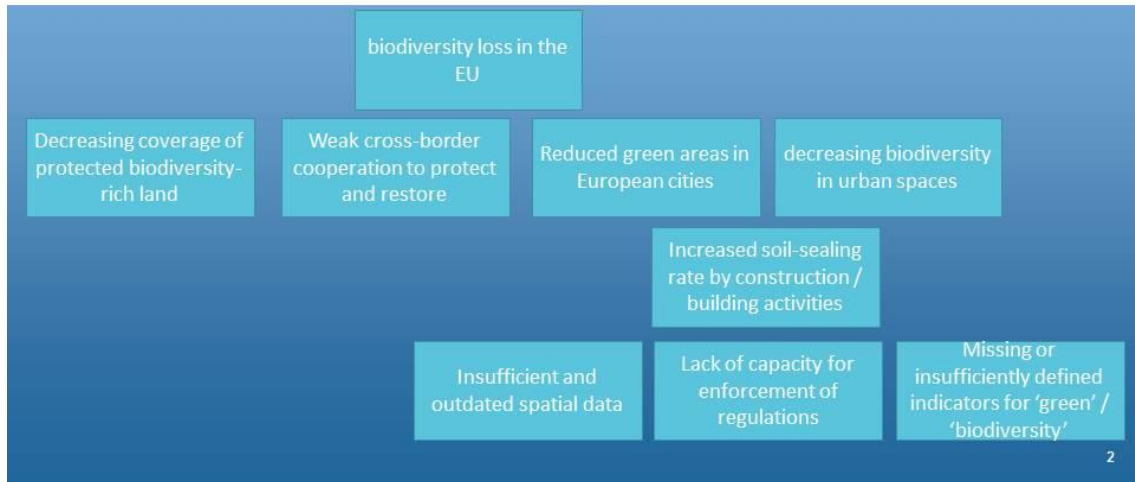 biodiversity loss in the
EU
Decreasing coverage of
protected biodiversity-
rich land
Weak cross-border
cooperation to protect
and restore
Reduced green areas in
European cities
decreasing biodiversity
in urban spaces
Increased soil-sealing
rate by construction /
building activities
Insufficient and
outdated spatial data
Lack of capacity for
enforcement of
regulations
Missing or
insufficiently defined
indicators for ‘green’ /
‘biodiversity’
2